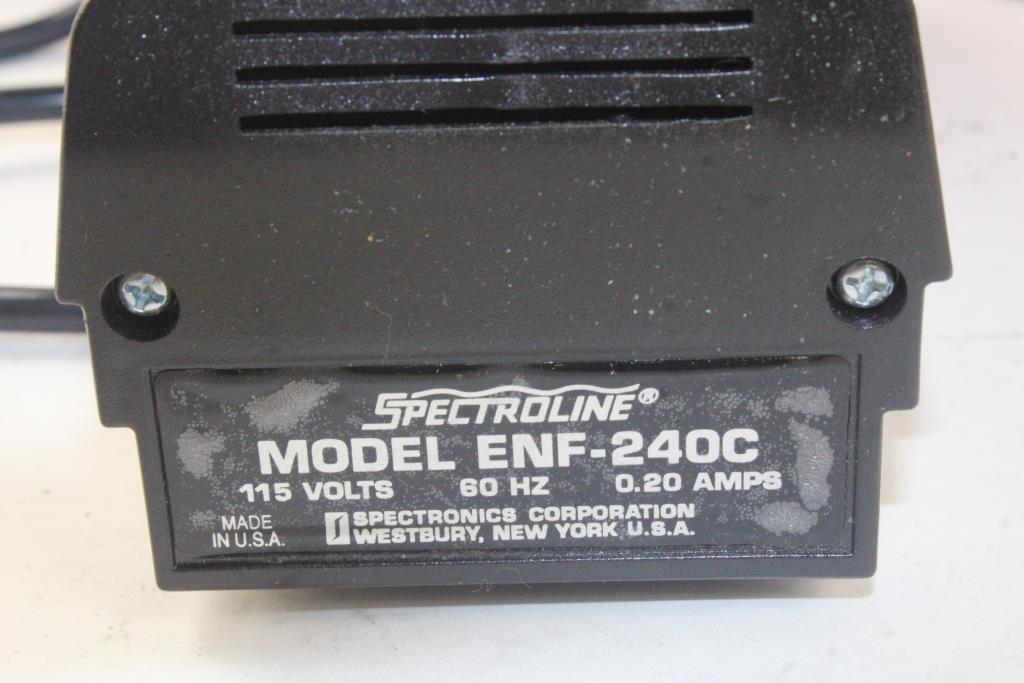 SPECTROLINE®
MODEL ENF-240C
115 VOLTS 60 HZ 0.20 AMPS
MADE IN U.S.A.
SPECTRONICS CORPORATION
WESTBURY, NEW YORK U.S.A.